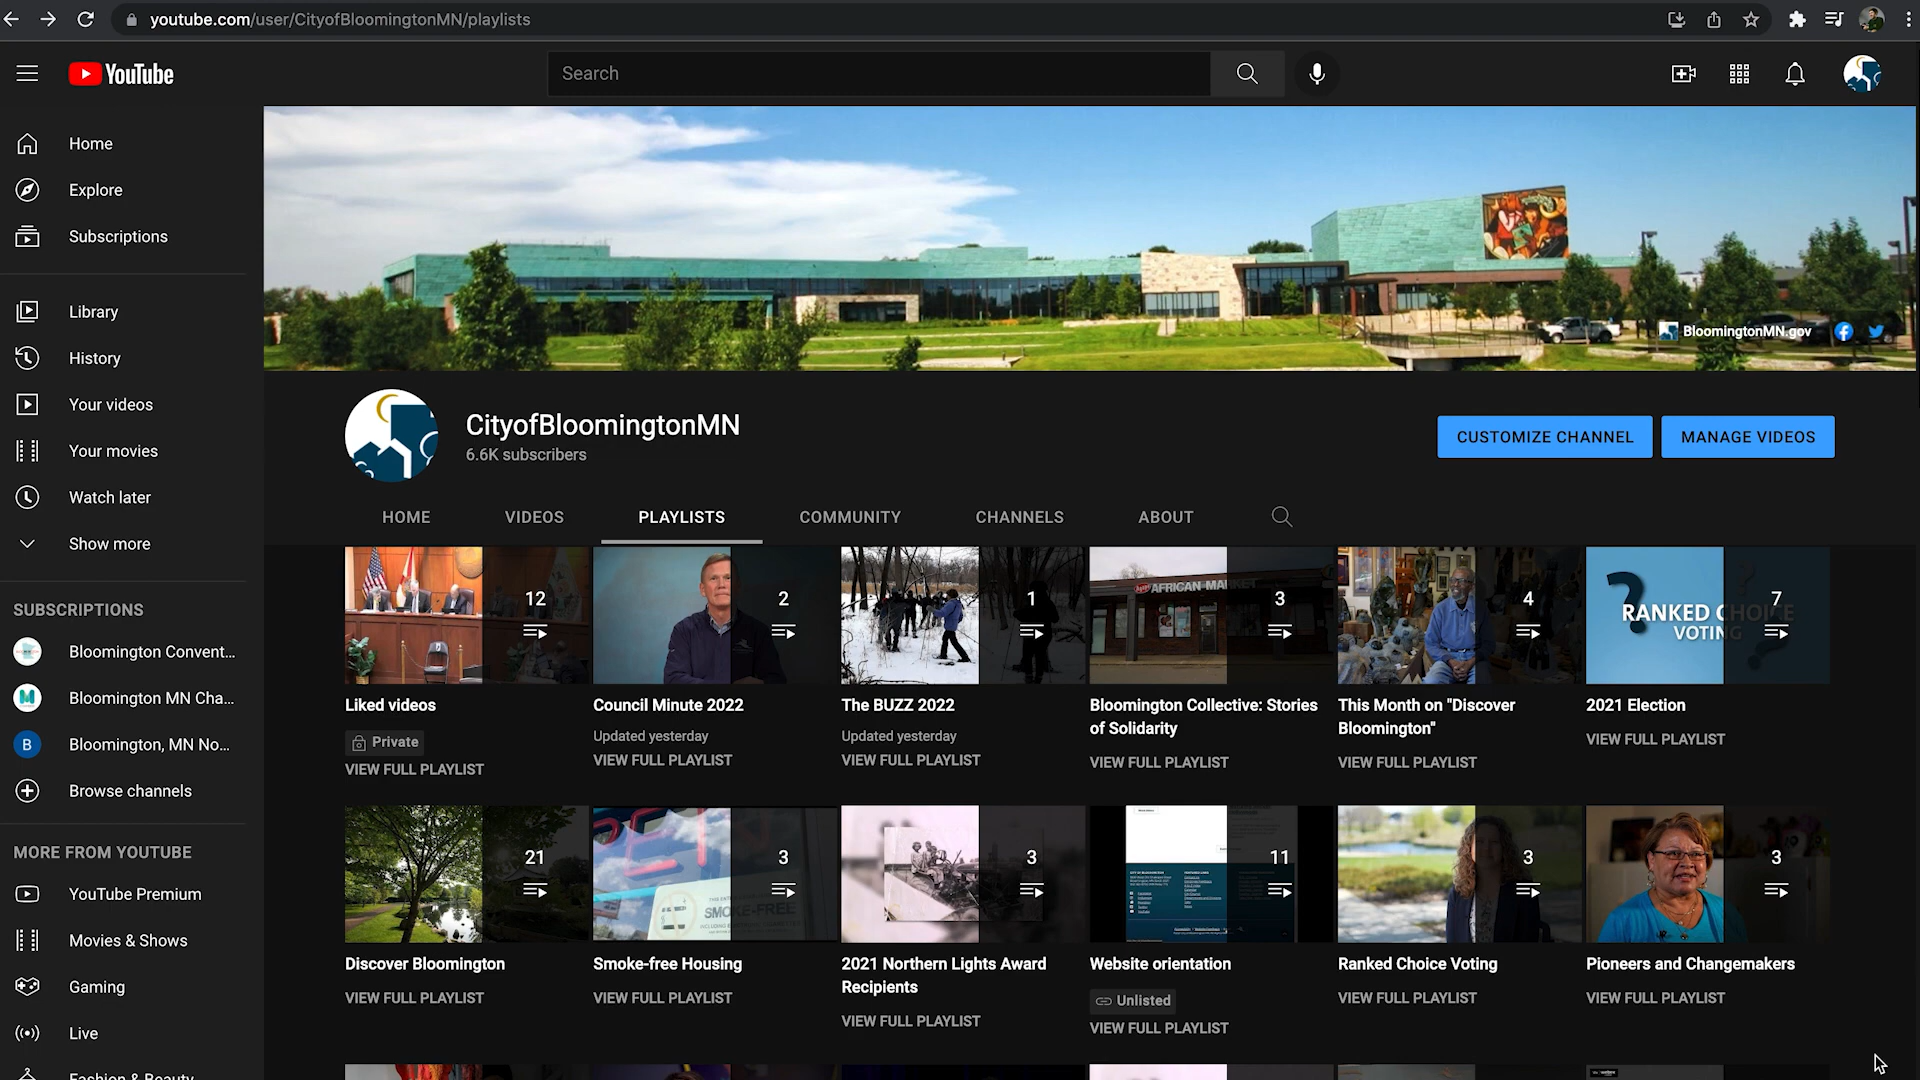 youtube.com/user/CityofBloomingtonMN/playlists
YouTube
Search
Home
Explore
Subscriptions
Library
History
Your videos
Your movies
Watch later
Show more
SUBSCRIPTIONS
Bloomington Convent...
Bloomington MN Cha...
B
Bloomington, MN No...
Browse channels
MORE FROM YOUTUBE
YouTube Premium
Movies & Shows
Gaming
Live
Fashion & Beauty
BloomingtonMN.gov
CityofBloomingtonMN
6.6K subscribers
CUSTOMIZE CHANNEL
MANAGE VIDEOS
HOME
VIDEOS
PLAYLISTS
COMMUNITY
CHANNELS
ABOUT
12
Liked videos
Private
VIEW FULL PLAYLIST
2
Council Minute 2022
Updated yesterday
VIEW FULL PLAYLIST
1
The BUZZ 2022
Updated yesterday
VIEW FULL PLAYLIST
AFRICAN MARKET
3
Bloomington Collective: Stories
of Solidarity
VIEW FULL PLAYLIST
4
This Month on "Discover
Bloomington"
VIEW FULL PLAYLIST
RANKED CHOICE
VOTING
7
2021 Election
VIEW FULL PLAYLIST
21
Discover Bloomington
VIEW FULL PLAYLIST
SMOKE-FREE
3
Smoke-free Housing
VIEW FULL PLAYLIST
3
2021 Northern Lights Award
Recipients
VIEW FULL PLAYLIST
11
Website orientation
Unlisted
VIEW FULL PLAYLIST
3
Ranked Choice Voting
VIEW FULL PLAYLIST
3
Pioneers and Changemakers
VIEW FULL PLAYLIST